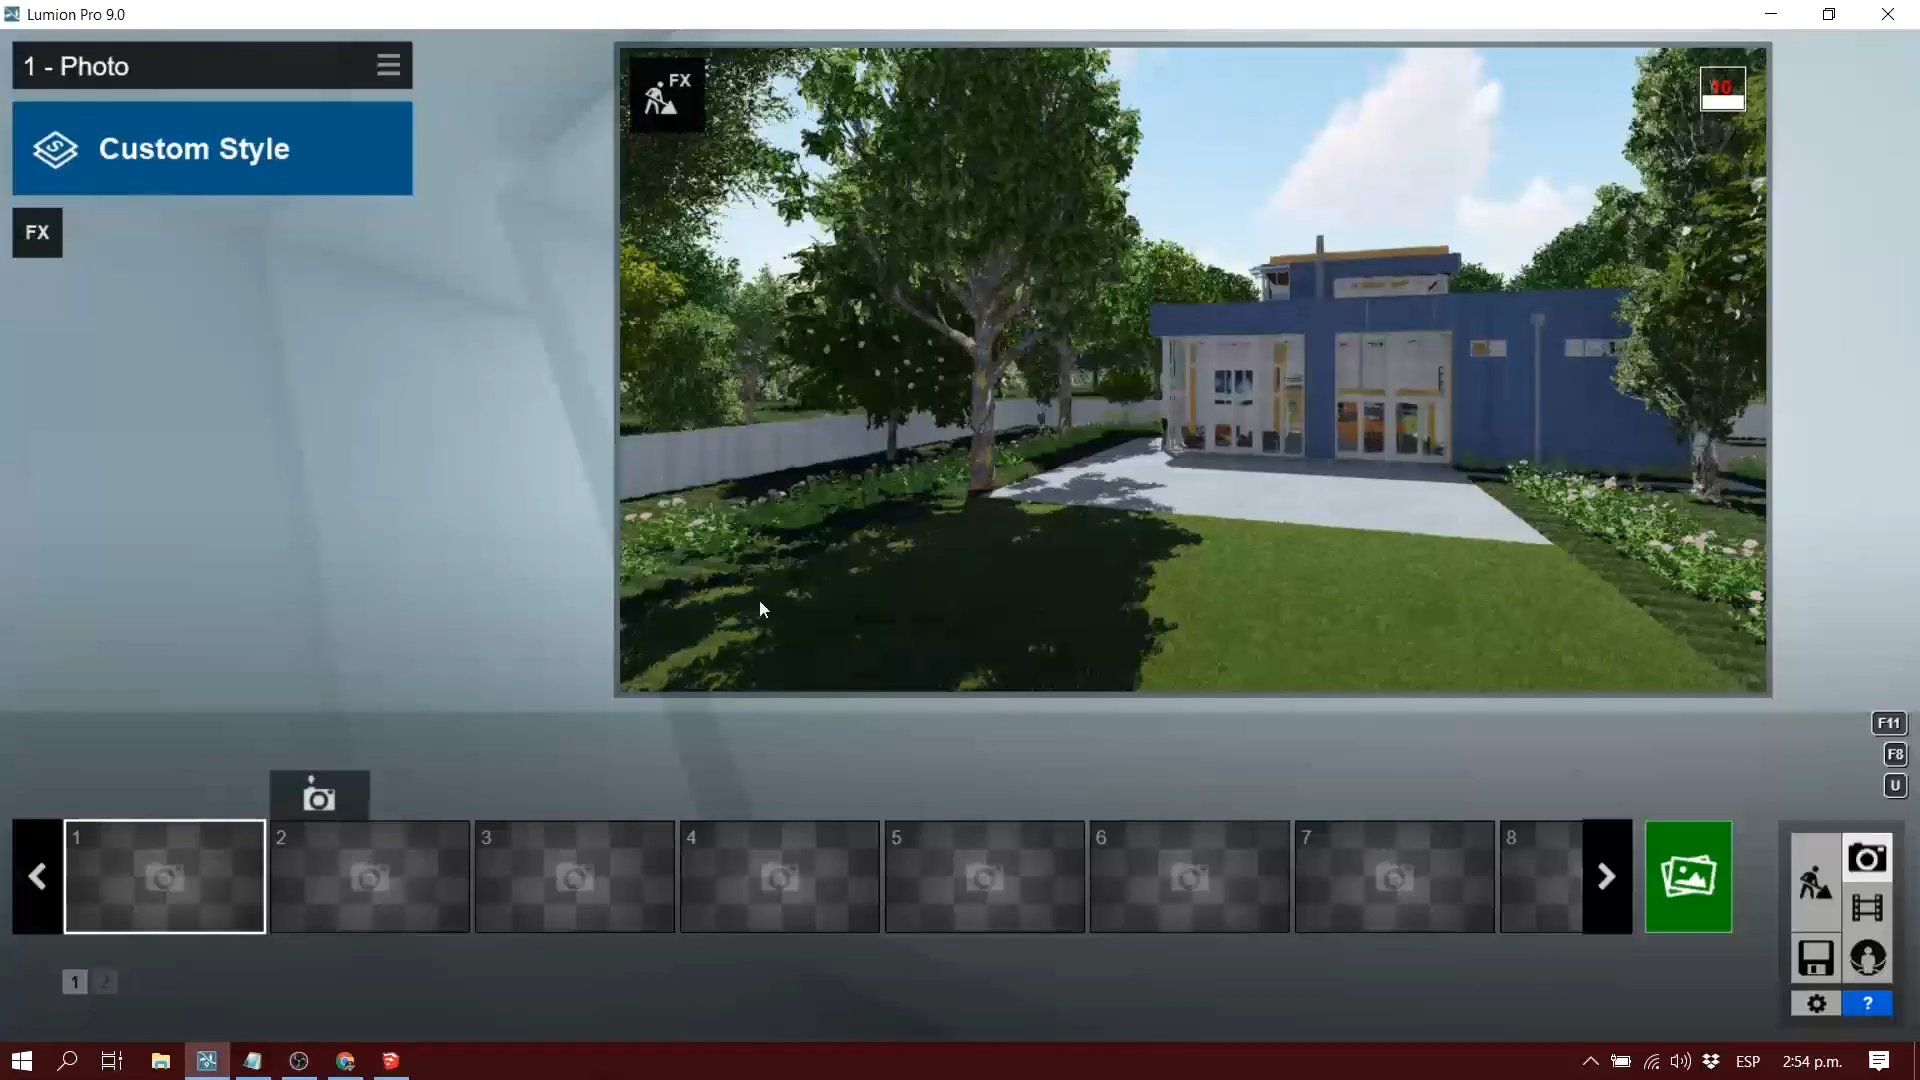 Lumion Pro 9.0
1 - Photo
Custom Style
FX
FX
10
F11
F8
U
1
2
3
4
5
6
7
8
1 2
?
ESP
2:54 p.m.